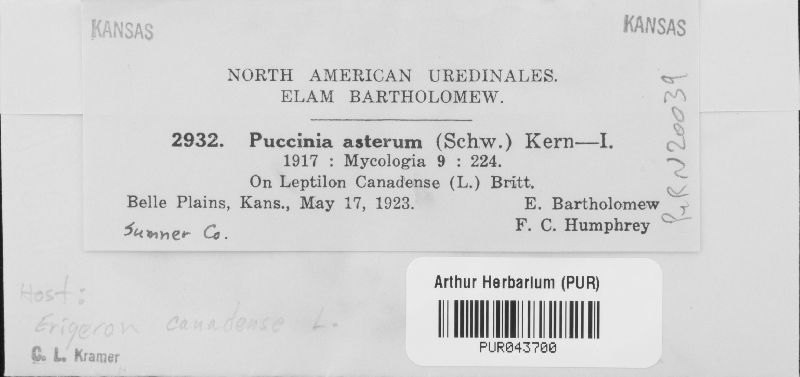 KANSAS
KANSAS
NORTH AMERICAN UREDINALES.
ELAM BARTHOLOMEW.
2932. Puccinia asterum (Schw.) Kern—I.
1917 : Mycologia 9 : 224.
On Leptilon Canadense (L.) Britt.
Belle Plains, Kans., May 17, 1923.
E. Bartholomew
F. C. Humphrey
Sumner Co.
PUR N20039
Host:
Erigeron canadense L.
C. L. Kramer
Arthur Herbarium (PUR)
PUR043700